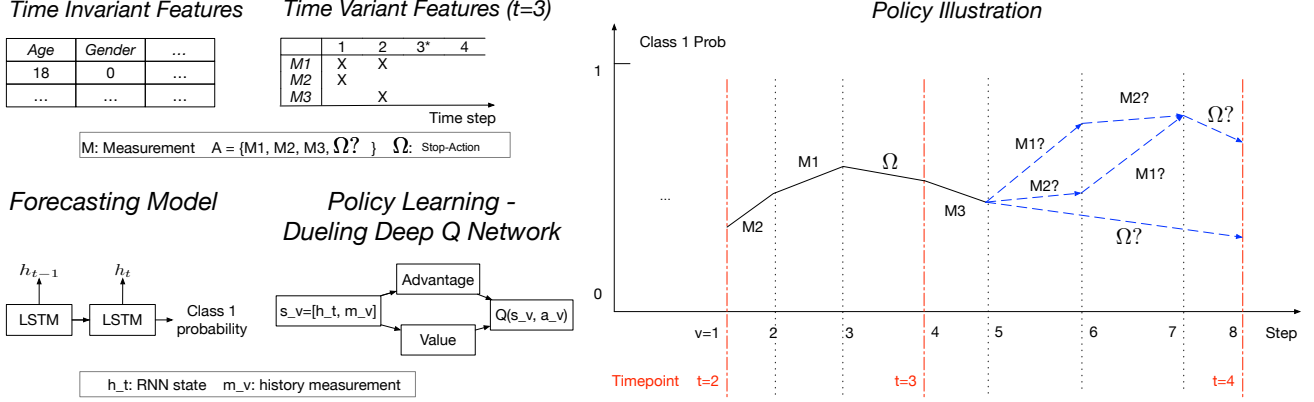 Time Invariant Features
Age Gender ...
18 0 ...
... ... ...
Time Variant Features (t=3)
1 2 3* 4
M1 X X
M2 X
M3 X
Time step
M: Measurement A = {M1, M2, M3, Ω? } Ω: Stop-Action
Forecasting Model
h_{t−1} h_t
LSTM LSTM Class 1
probability
Policy Learning -
Dueling Deep Q Network
Advantage
s_v=[h_t, m_v] Q(s_v, a_v)
Value
h_t: RNN state m_v: history measurement
Policy Illustration
Class 1 Prob
1
M2?
Ω?
M1?
M1 Ω
M1?
M2?
...
M3
M2
Ω?
0
v=1 2 3 4 5 6 7 8 Step
Timepoint t=2 t=3 t=4